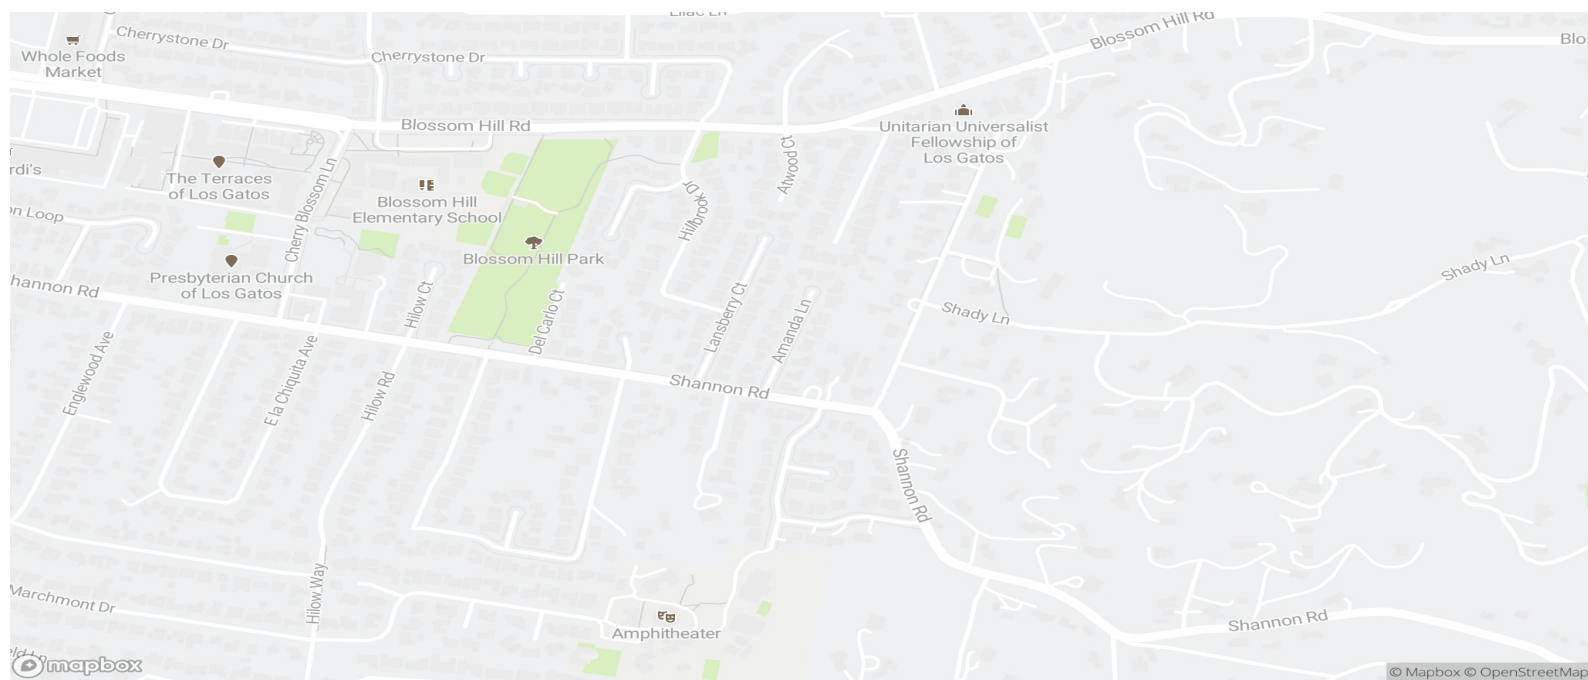 Lilac Ln
Cherrystone Dr
Cherrystone Dr
Blossom Hill Rd
Whole Foods
Market
Blossom Hill Rd
Unitarian Universalist
Fellowship of
Los Gatos
The Terraces
of Los Gatos
Cherry Blossom Ln
Blossom Hill
Elementary School
Hillbrook Dr
Atwood Ct
Loop
Blossom Hill Park
Presbyterian Church
of Los Gatos
Shady Ln
Shannon Rd
Hilow Ct
Del Carlo Ct
Lansberry Ct
Amanda Ln
Shady Ln
Englewood Ave
Ela Chiquita Ave
Hilow Rd
Shannon Rd
Shannon Rd
Hilow Way
Marchmont Dr
Amphitheater
Shannon Rd
mapbox
© Mapbox © OpenStreetMap